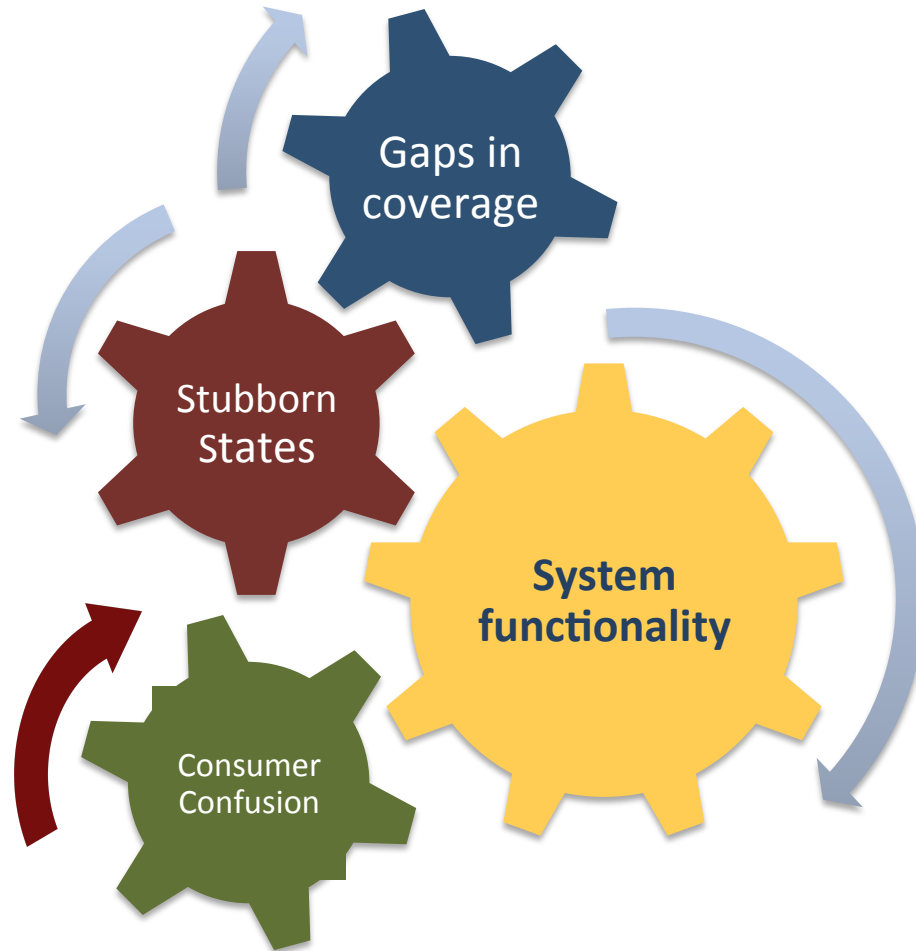 Gaps in
coverage
Stubborn
States
System
functionality
Consumer
Confusion